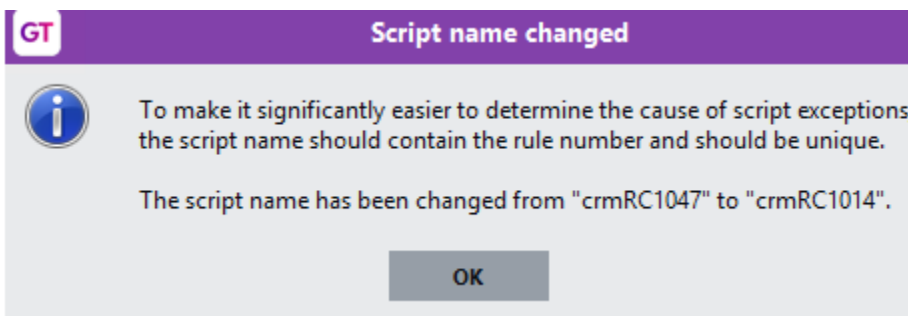 GT
Script name changed
To make it significantly easier to determine the cause of script exceptions
the script name should contain the rule number and should be unique.
The script name has been changed from "crmRC1047" to "crmRC1014".
OK